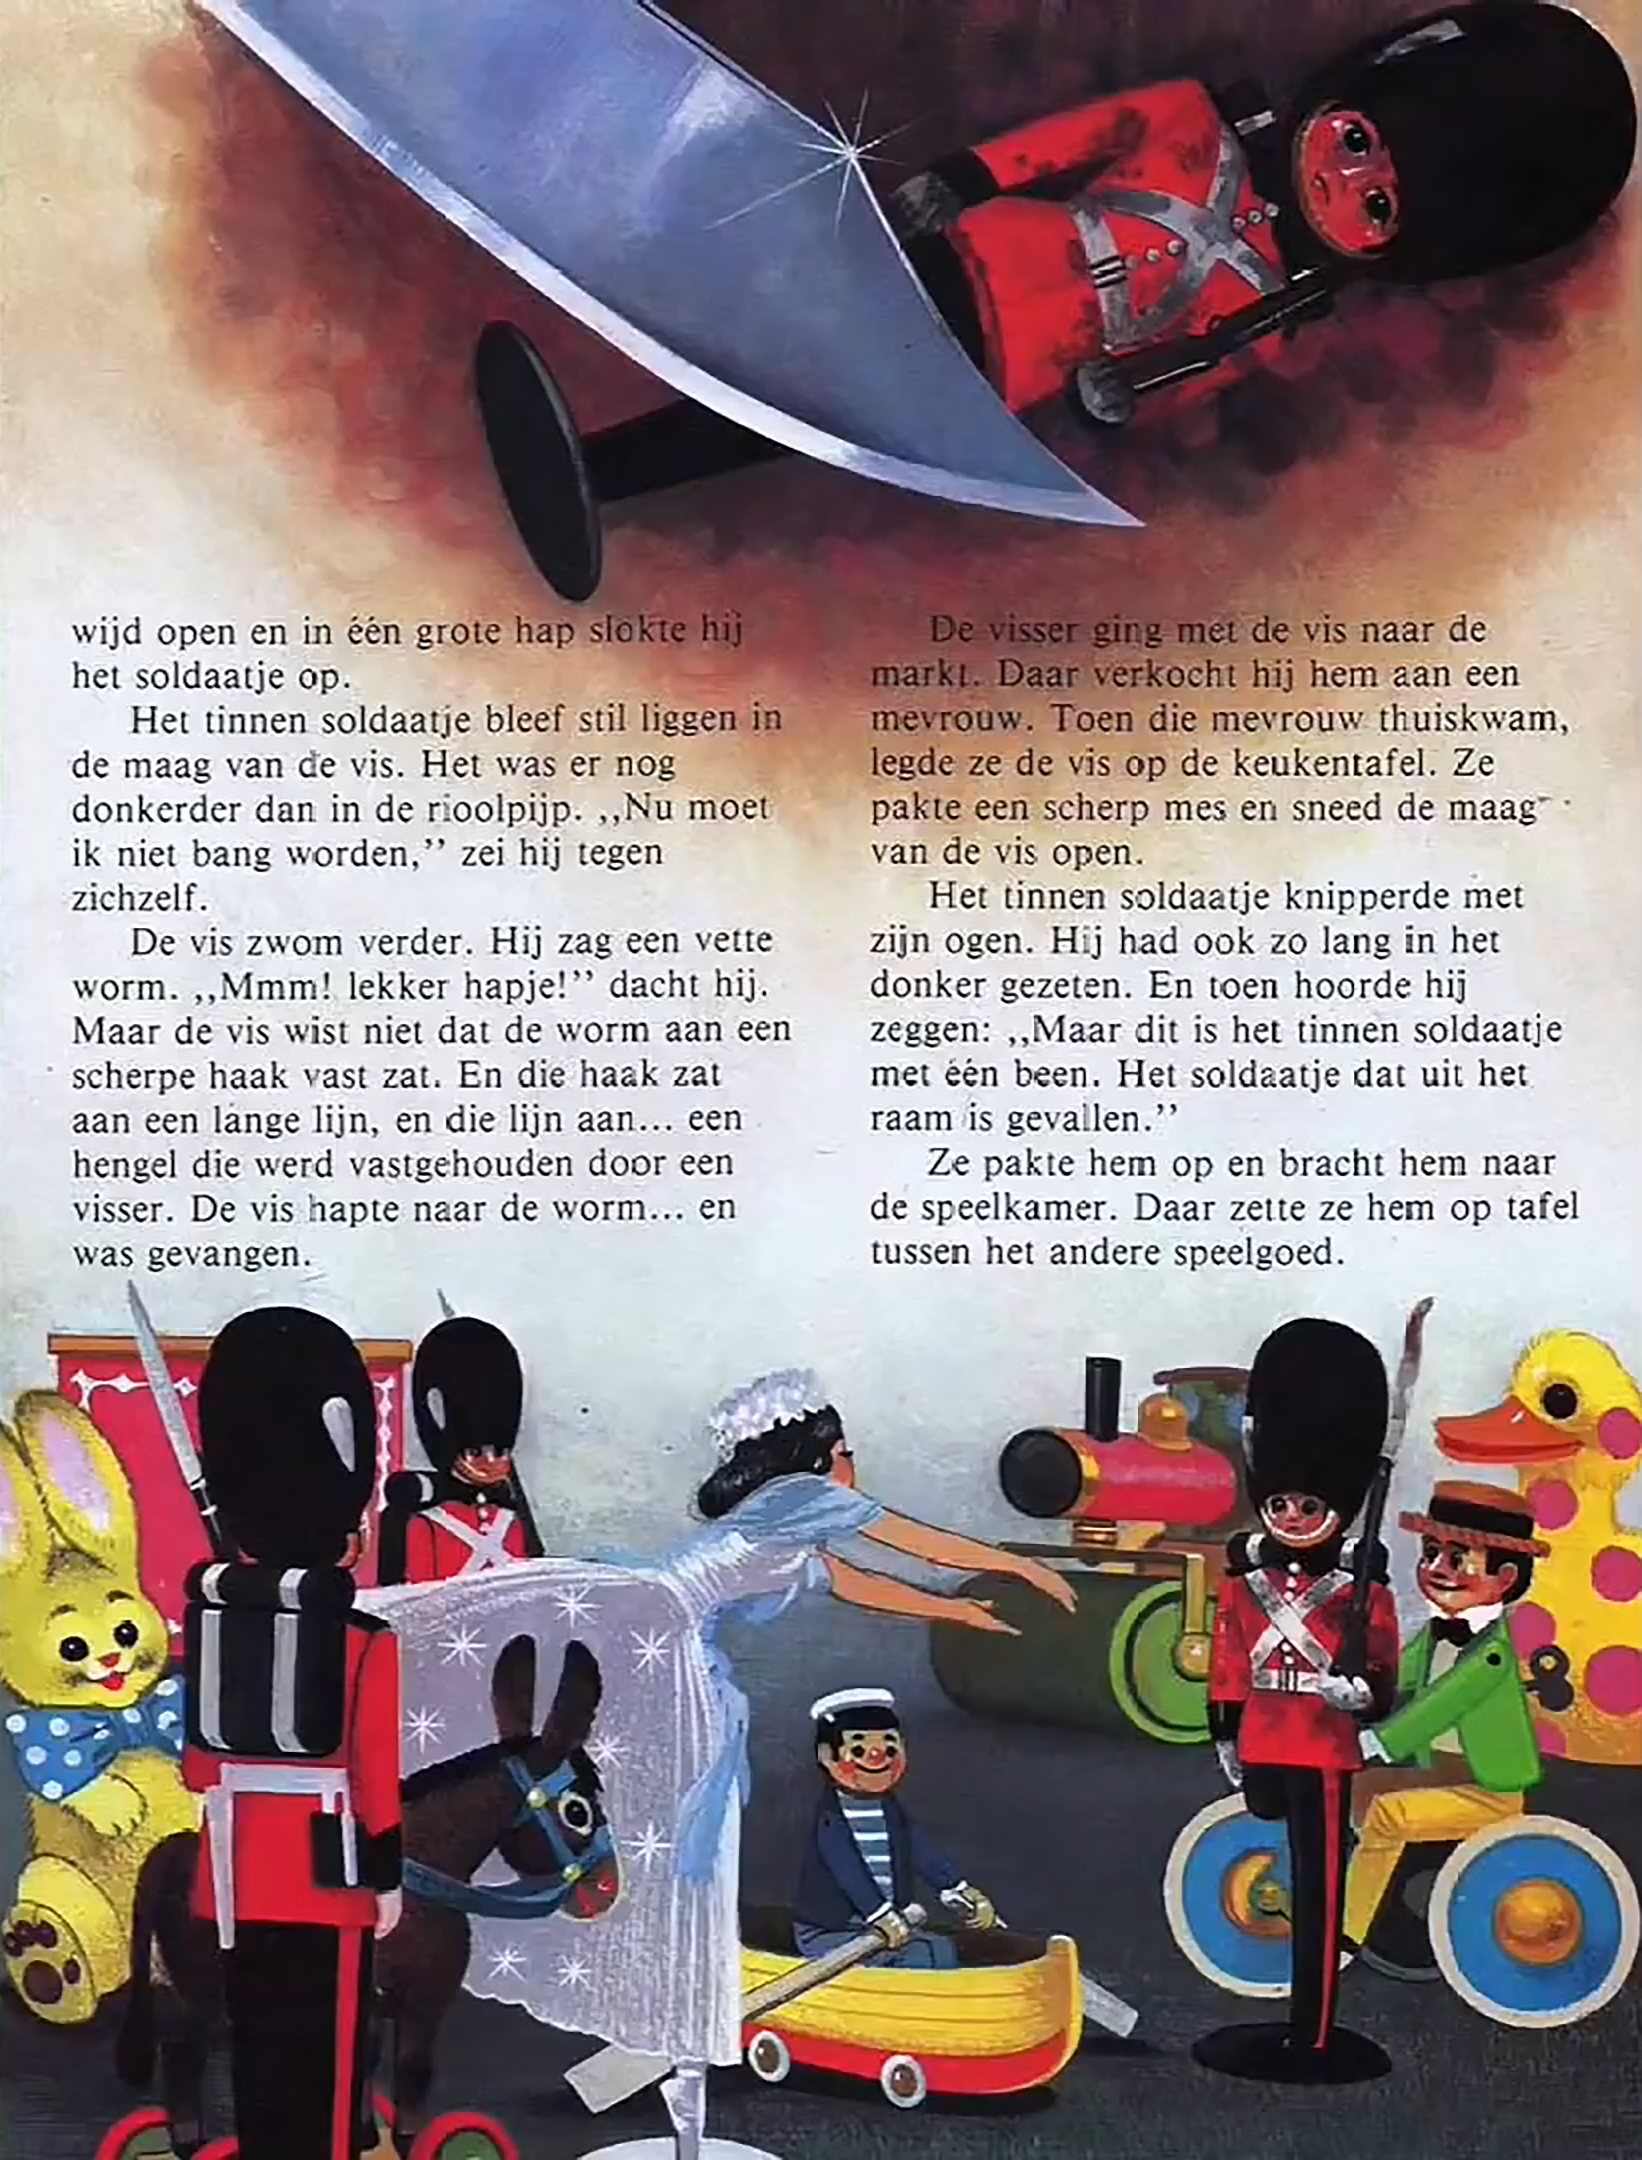 wijd open en in één grote hap slokte hij
het soldaatje op.
Het tinnen soldaatje bleef stil liggen in
de maag van de vis. Het was er nog
donkerder dan in de rioolpijp. ,,Nu moet
ik niet bang worden,’’ zei hij tegen
zichzelf.
De vis zwom verder. Hij zag een vette
worm. ,,Mmm! lekker hapje!’’ dacht hij.
Maar de vis wist niet dat de worm aan een
scherpe haak vast zat. En die haak zat
aan een lange lijn, en die lijn aan... een
hengel die werd vastgehouden door een
visser. De vis hapte naar de worm... en
was gevangen.
De visser ging met de vis naar de
markt. Daar verkocht hij hem aan een
mevrouw. Toen die mevrouw thuiskwam,
legde ze de vis op de keukentafel. Ze
pakte een scherp mes en sneed de maag
van de vis open.
Het tinnen soldaatje knipperde met
zijn ogen. Hij had ook zo lang in het
donker gezeten. En toen hoorde hij
zeggen: ,,Maar dit is het tinnen soldaatje
met één been. Het soldaatje dat uit het
raam is gevallen.’’
Ze pakte hem op en bracht hem naar
de speelkamer. Daar zette ze hem op tafel
tussen het andere speelgoed.